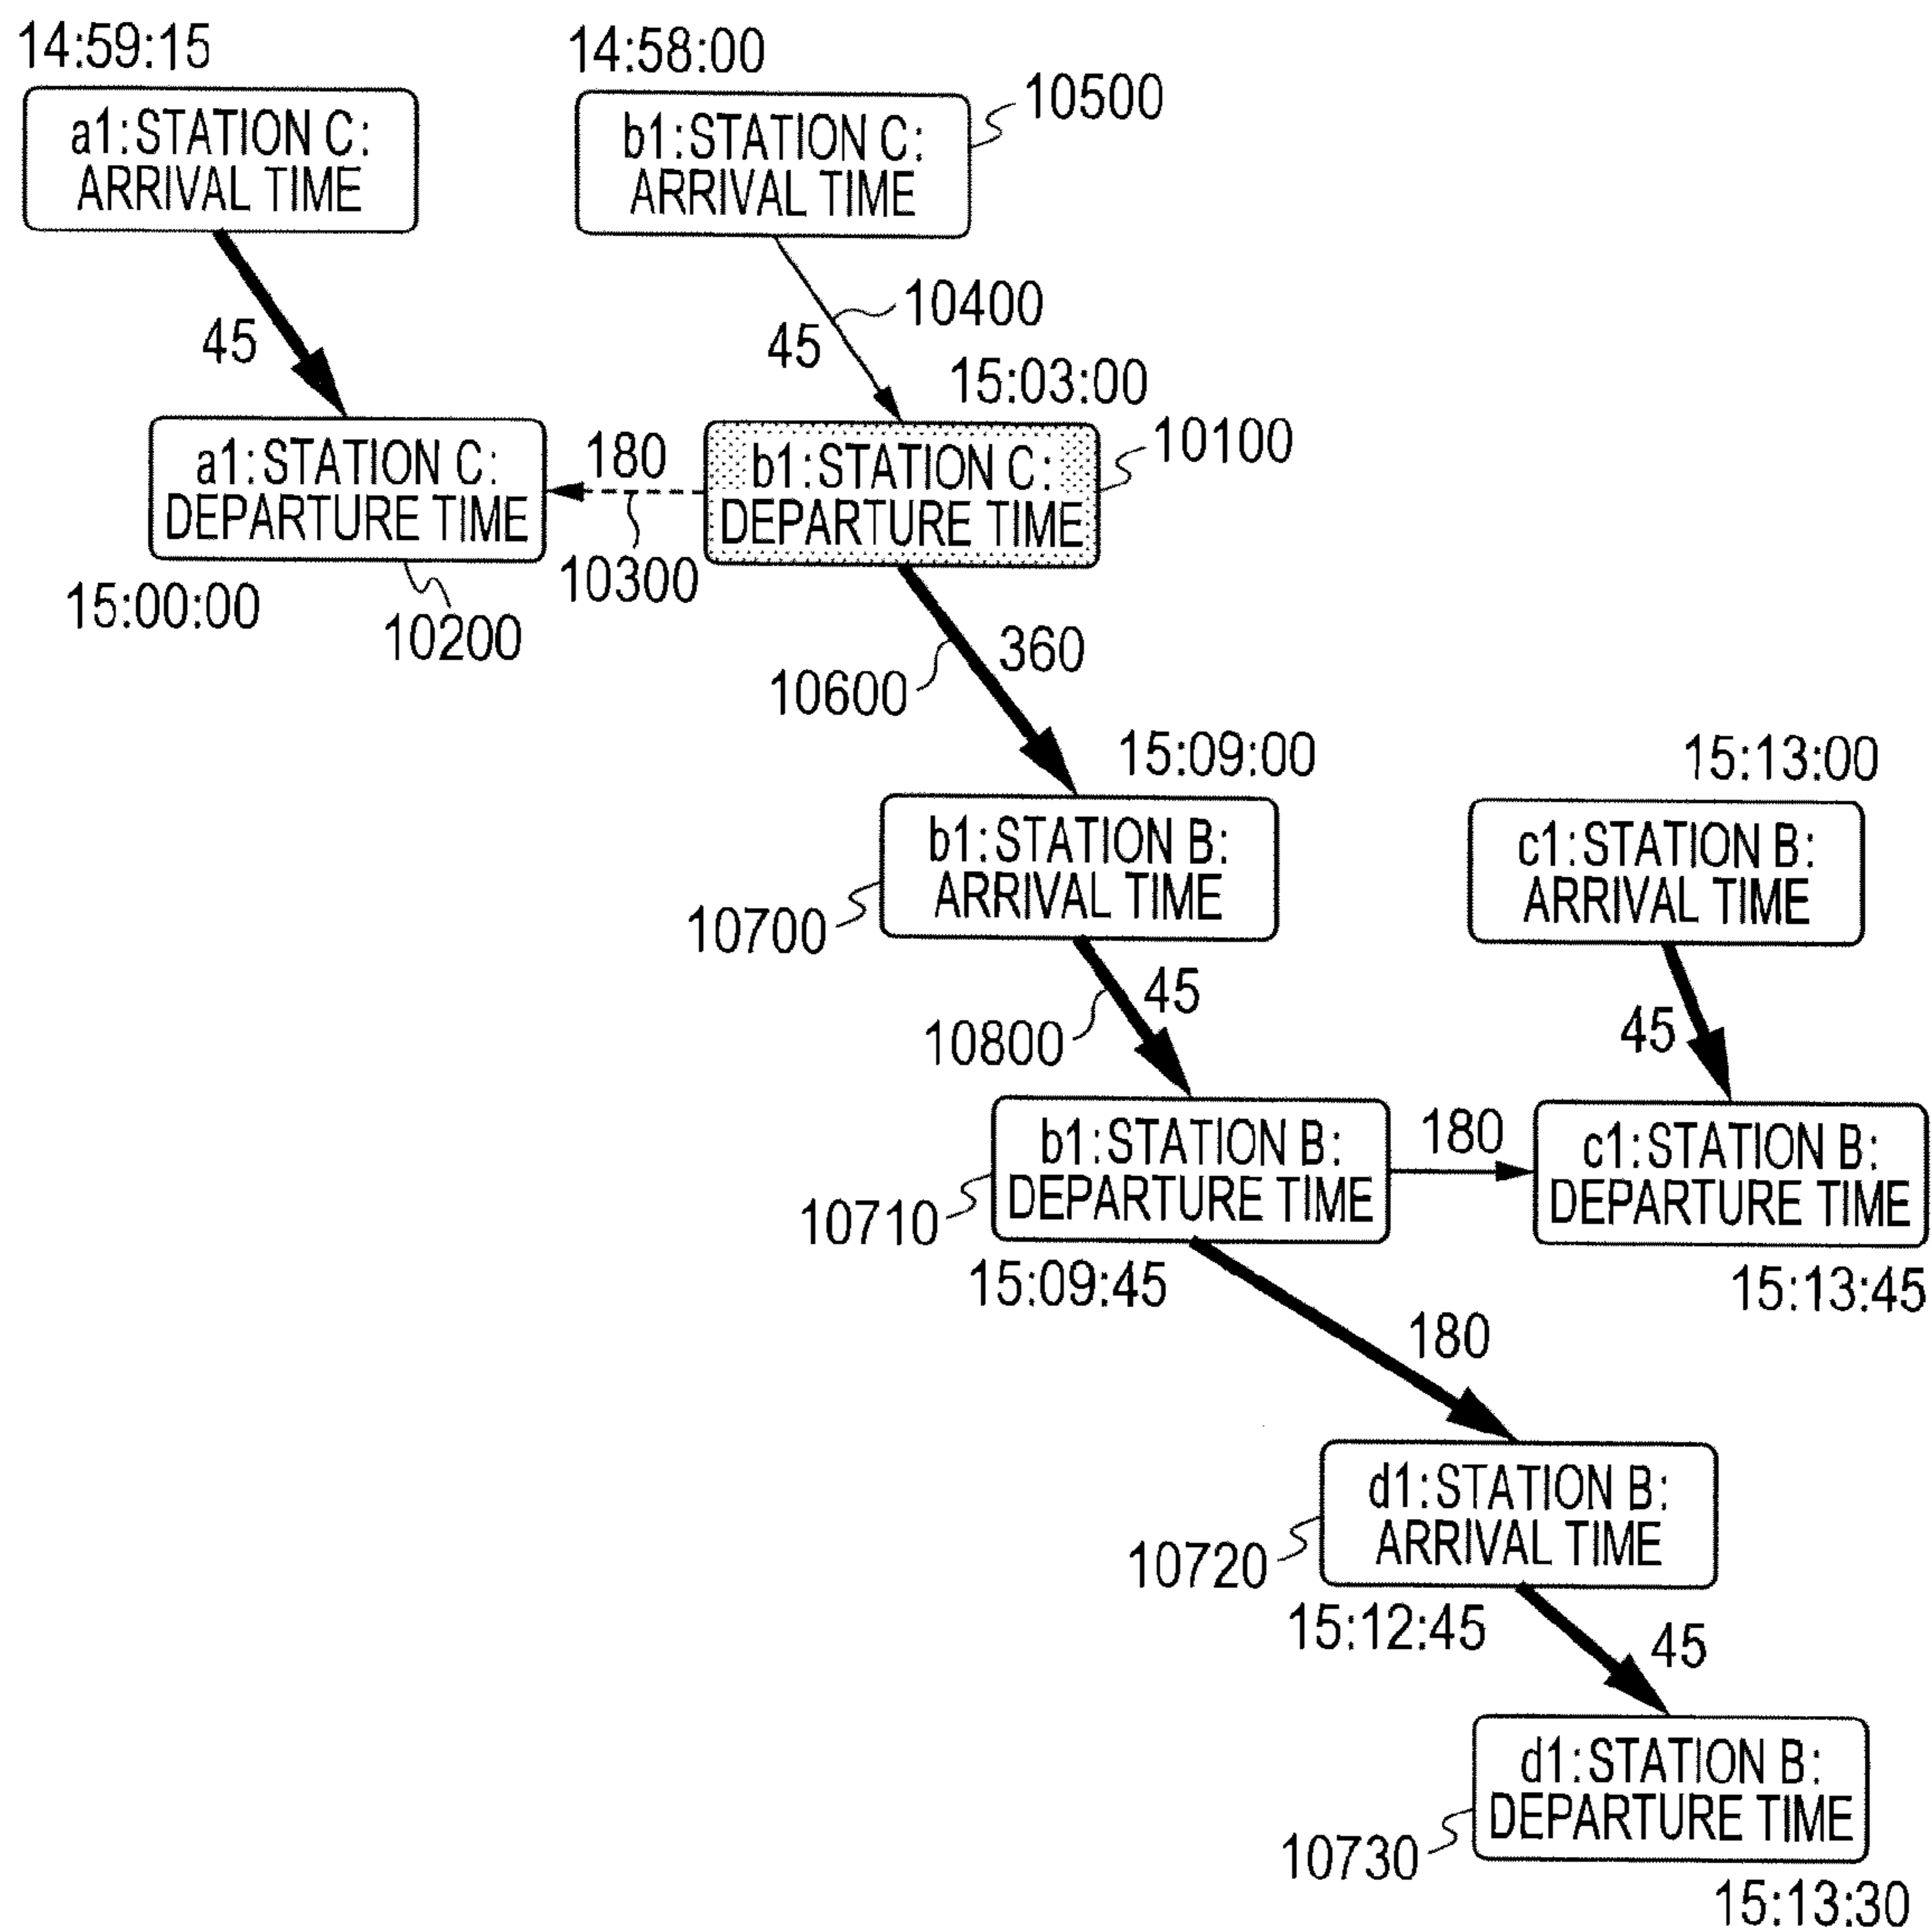 14:59:15
14:58:00
a1:STATION C:
ARRIVAL TIME
b1:STATION C:
ARRIVAL TIME
10500
45
10400
45
15:03:00
a1:STATION C:
DEPARTURE TIME
180
b1:STATION C:
DEPARTURE TIME
10100
10300
15:00:00
10200
360
10600
15:09:00
15:13:00
b1:STATION B:
ARRIVAL TIME
c1:STATION B:
ARRIVAL TIME
10700
45
10800
45
b1:STATION B:
DEPARTURE TIME
180
c1:STATION B:
DEPARTURE TIME
10710
15:09:45
15:13:45
180
d1:STATION B:
ARRIVAL TIME
10720
15:12:45
45
d1:STATION B:
DEPARTURE TIME
10730
15:13:30